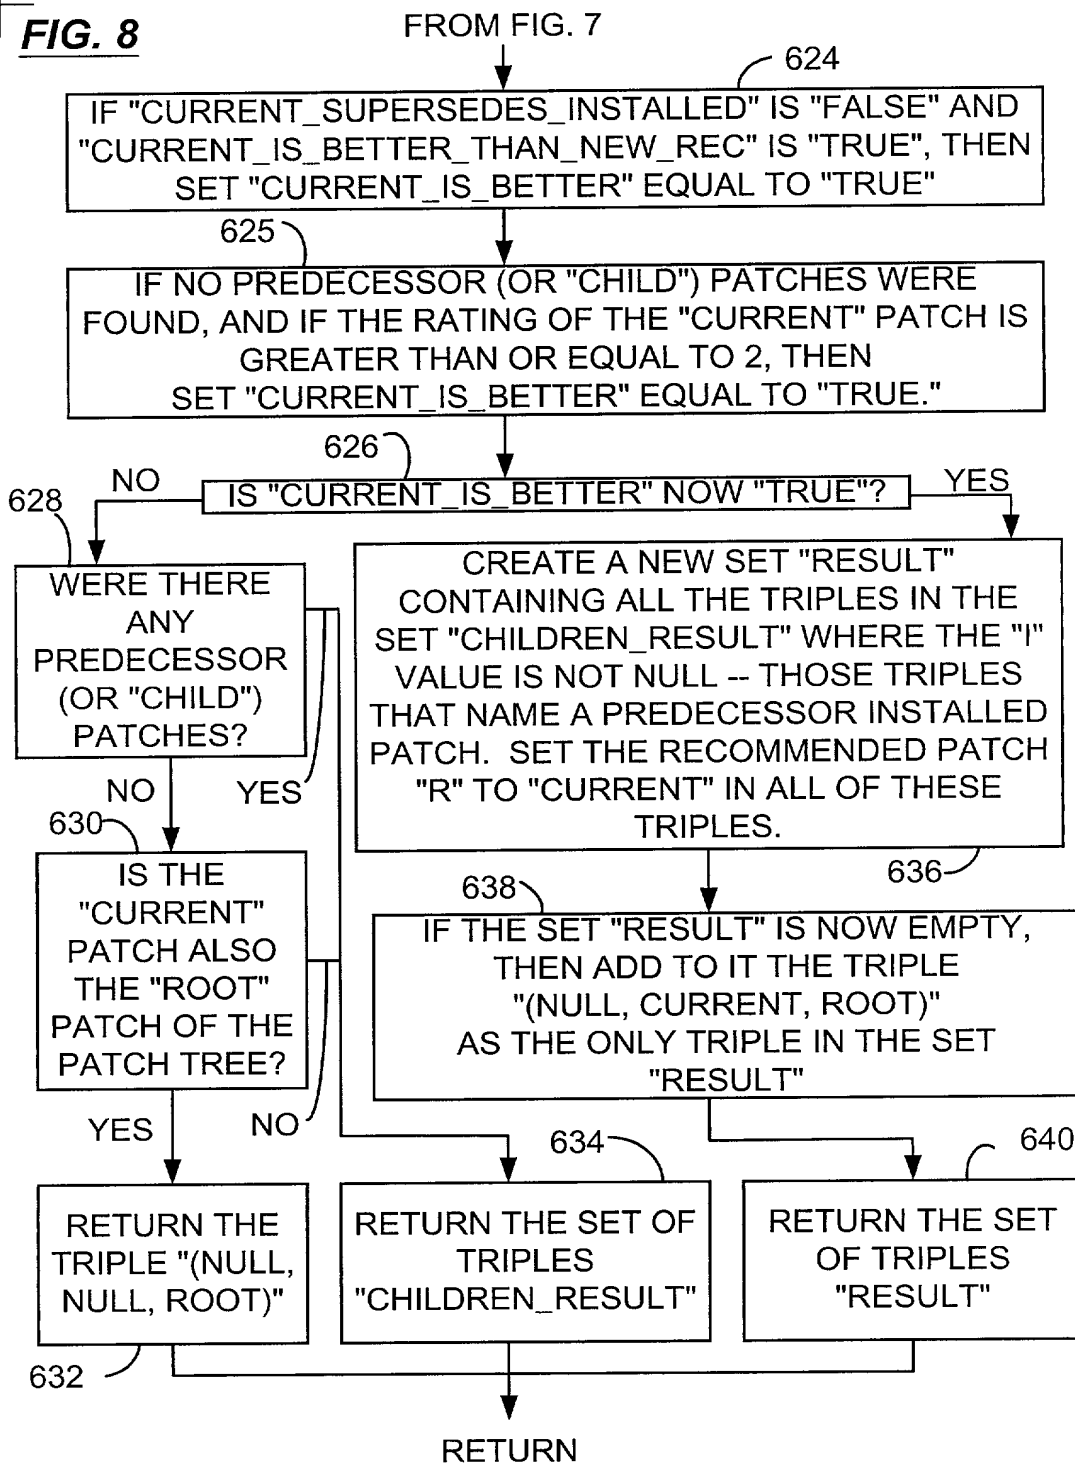 FIG. 8
FROM FIG. 7
624
IF "CURRENT_SUPERSEDES_INSTALLED" IS "FALSE" AND
"CURRENT_IS_BETTER_THAN_NEW_REC" IS "TRUE", THEN
SET "CURRENT_IS_BETTER" EQUAL TO "TRUE"
625
IF NO PREDECESSOR (OR "CHILD") PATCHES WERE
FOUND, AND IF THE RATING OF THE "CURRENT" PATCH IS
GREATER THAN OR EQUAL TO 2, THEN
SET "CURRENT_IS_BETTER" EQUAL TO "TRUE."
626
IS "CURRENT_IS_BETTER" NOW "TRUE"?
NO
YES
628
WERE THERE
ANY
PREDECESSOR
(OR "CHILD")
PATCHES?
NO
YES
CREATE A NEW SET "RESULT"
CONTAINING ALL THE TRIPLES IN THE
SET "CHILDREN_RESULT" WHERE THE "I"
VALUE IS NOT NULL -- THOSE TRIPLES
THAT NAME A PREDECESSOR INSTALLED
PATCH. SET THE RECOMMENDED PATCH
"R" TO "CURRENT" IN ALL OF THESE
TRIPLES.
636
630
IS THE
"CURRENT"
PATCH ALSO
THE "ROOT"
PATCH OF THE
PATCH TREE?
YES
NO
638
IF THE SET "RESULT" IS NOW EMPTY,
THEN ADD TO IT THE TRIPLE
"(NULL, CURRENT, ROOT)"
AS THE ONLY TRIPLE IN THE SET
"RESULT"
RETURN THE
TRIPLE "(NULL,
NULL, ROOT)"
632
634
RETURN THE SET OF
TRIPLES
"CHILDREN_RESULT"
640
RETURN THE SET
OF TRIPLES
"RESULT"
RETURN